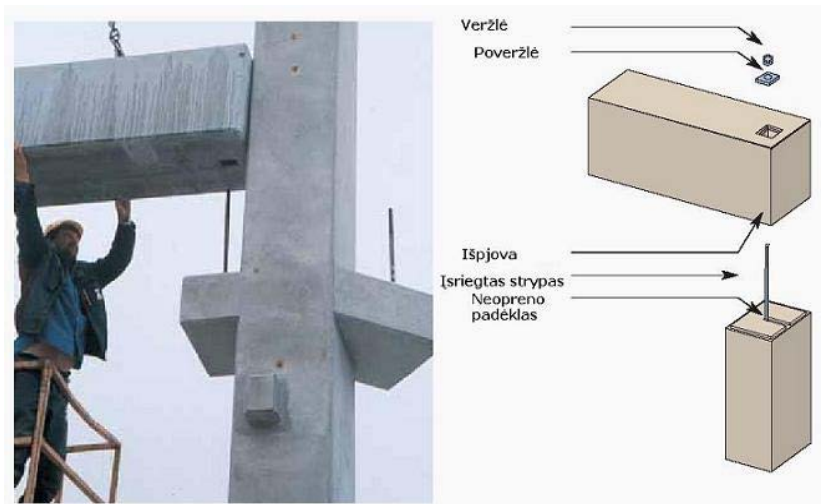 Veržlė
Poveržlė
Išpjova
Įsriegtas strypas
Neopreno
padėklas